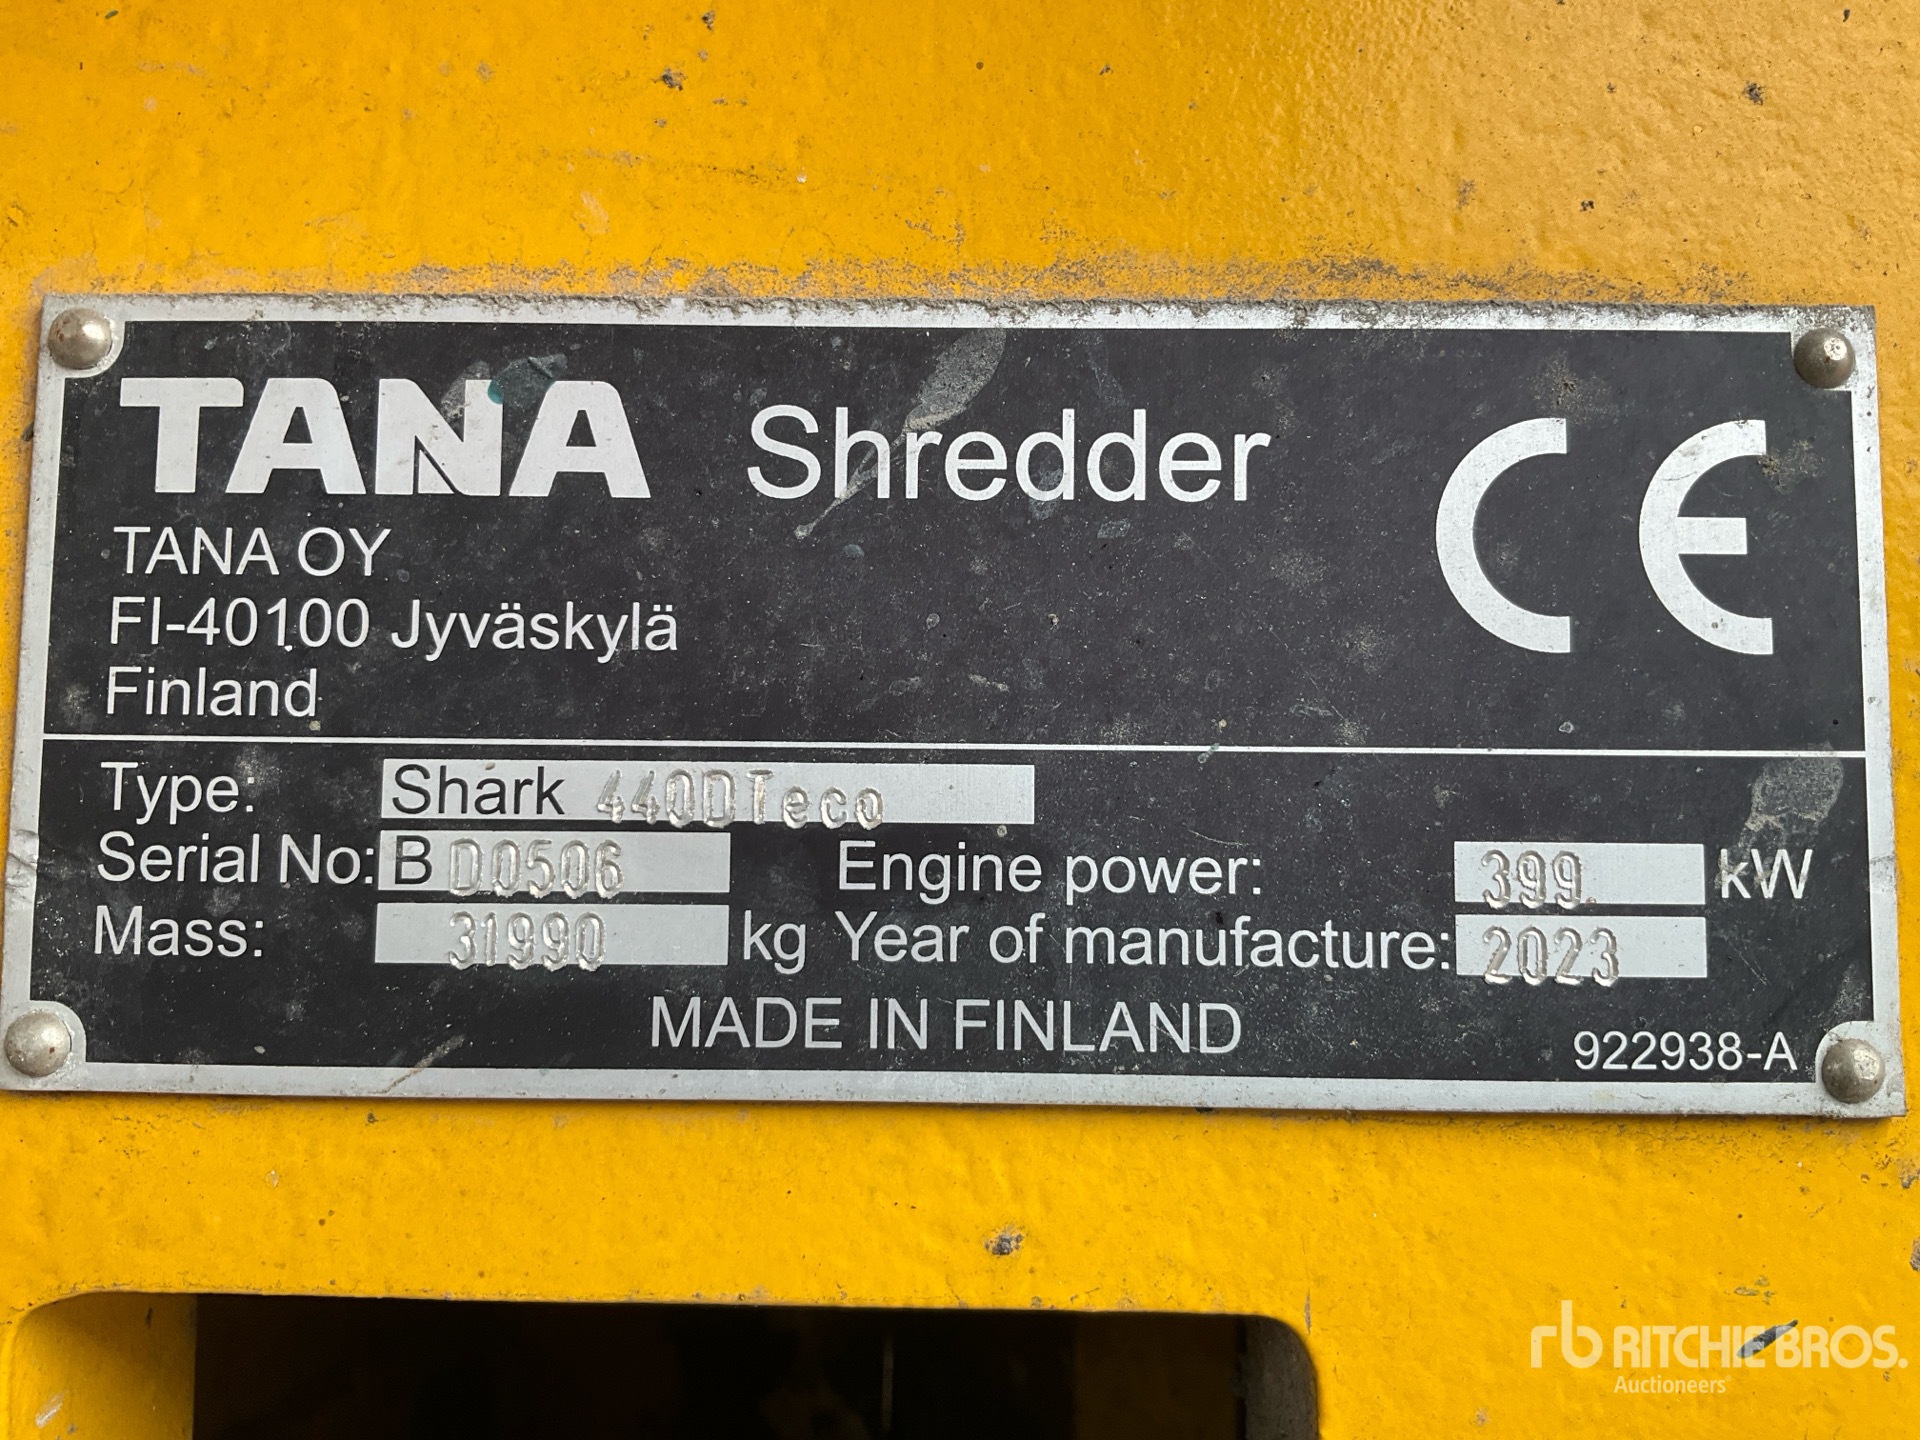 TANA Shredder CE
TANA OY
FI-40100 Jyväskylä
Finland
Type: Shark 440DTeco
Serial No: B D0506 Engine power: 399 kW
Mass: 31990 kg Year of manufacture: 2023
MADE IN FINLAND 922938-A
rb RITCHIE BROS.
Auctioneers